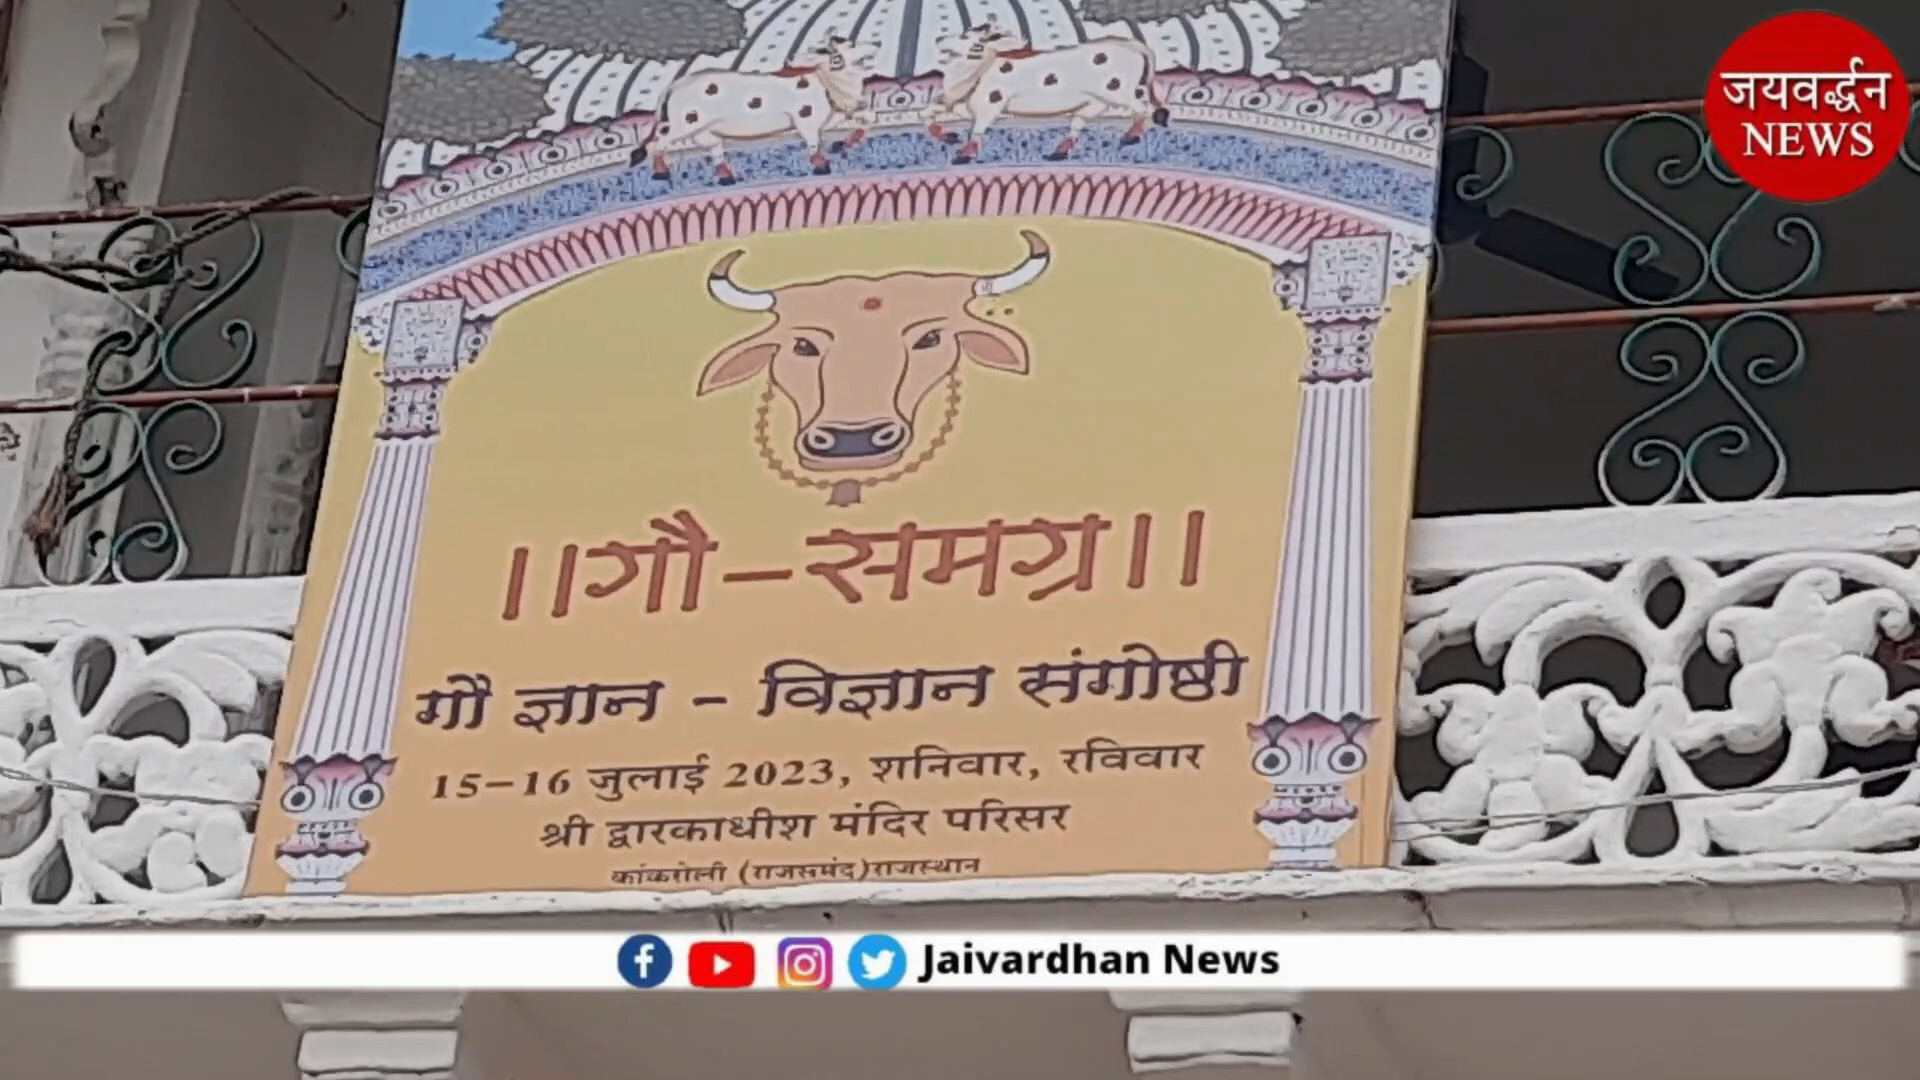 जयवर्द्धन
NEWS
।।गौ-समग्र।।
गौ ज्ञान - विज्ञान संगोष्ठी
15-16 जुलाई 2023, शनिवार, रविवार
श्री द्वारकाधीश मंदिर परिसर
कांकरोली (राजसमंद)राजस्थान
Jaivardhan News